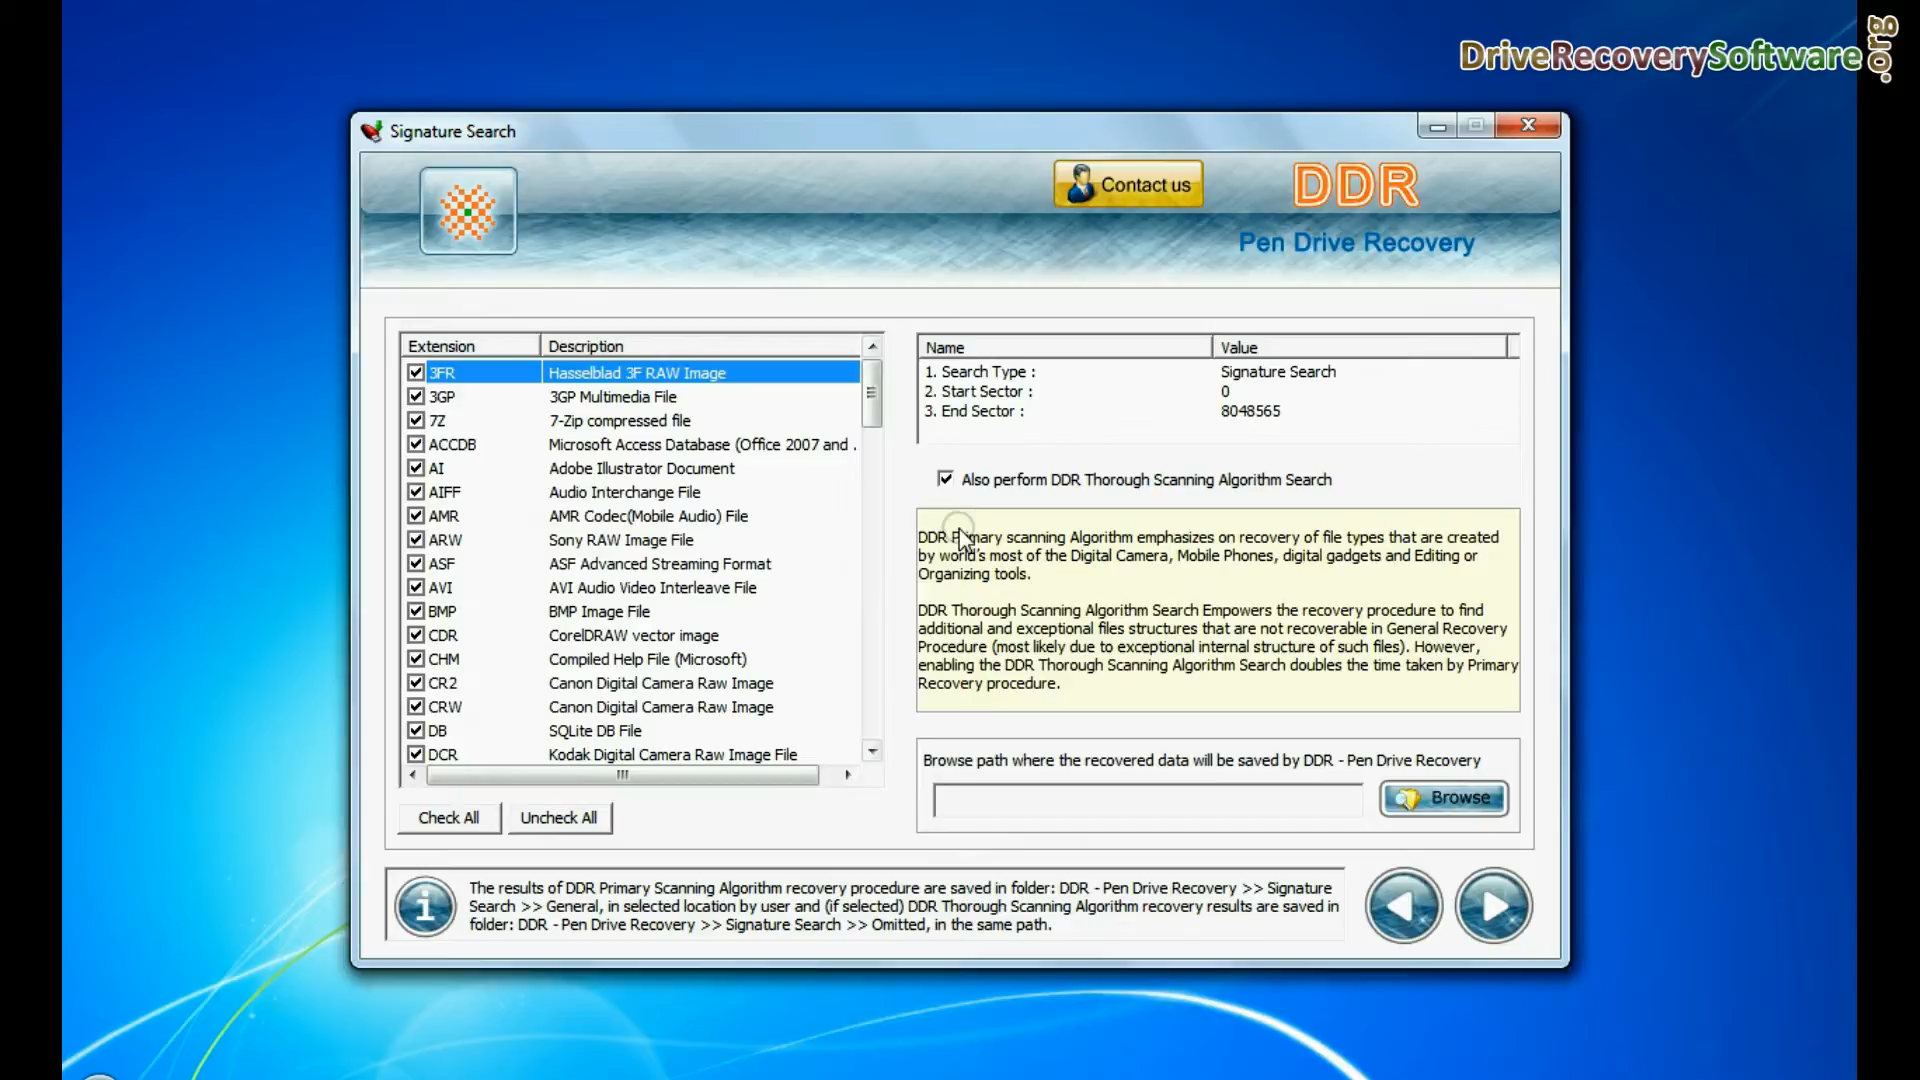 DriveRecoverySoftware.org
Signature Search
Contact us
DDR
Pen Drive Recovery
Extension Description
3FR Hasselblad 3F RAW Image
3GP 3GP Multimedia File
7Z 7-Zip compressed file
ACCDB Microsoft Access Database (Office 2007 and .
AI Adobe Illustrator Document
AIFF Audio Interchange File
AMR AMR Codec(Mobile Audio) File
ARW Sony RAW Image File
ASF ASF Advanced Streaming Format
AVI AVI Audio Video Interleave File
BMP BMP Image File
CDR CorelDRAW vector image
CHM Compiled Help File (Microsoft)
CR2 Canon Digital Camera Raw Image
CRW Canon Digital Camera Raw Image
DB SQLite DB File
DCR Kodak Digital Camera Raw Image File
Check All Uncheck All
Name Value
1. Search Type : Signature Search
2. Start Sector : 0
3. End Sector : 8048565
Also perform DDR Thorough Scanning Algorithm Search
DDR Primary scanning Algorithm emphasizes on recovery of file types that are created
by world's most of the Digital Camera, Mobile Phones, digital gadgets and Editing or
Organizing tools.
DDR Thorough Scanning Algorithm Search Empowers the recovery procedure to find
additional and exceptional files structures that are not recoverable in General Recovery
Procedure (most likely due to exceptional internal structure of such files). However,
enabling the DDR Thorough Scanning Algorithm Search doubles the time taken by Primary
Recovery procedure.
Browse path where the recovered data will be saved by DDR - Pen Drive Recovery
Browse
The results of DDR Primary Scanning Algorithm recovery procedure are saved in folder: DDR - Pen Drive Recovery >> Signature
Search >> General, in selected location by user and (if selected) DDR Thorough Scanning Algorithm recovery results are saved in
folder: DDR - Pen Drive Recovery >> Signature Search >> Omitted, in the same path.